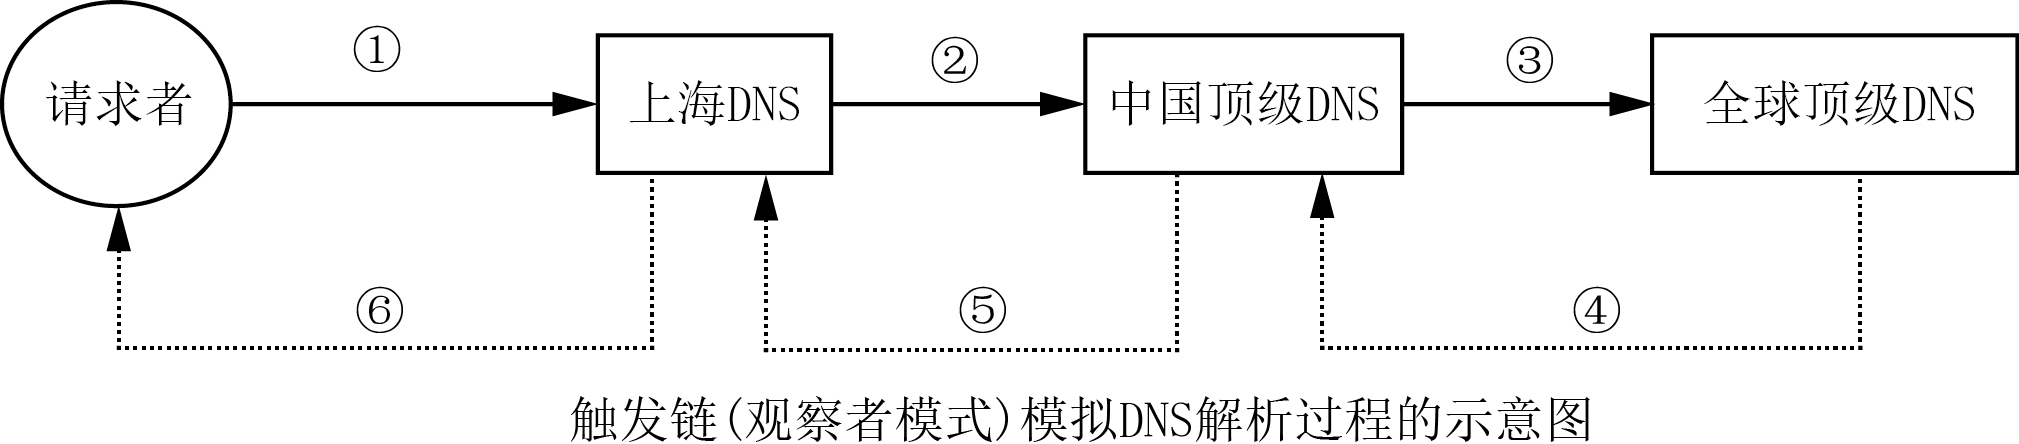 ①
②
③
请求者
上海DNS
中国顶级DNS
全球顶级DNS
⑥
⑤
④
触发链(观察者模式)模拟DNS解析过程的示意图